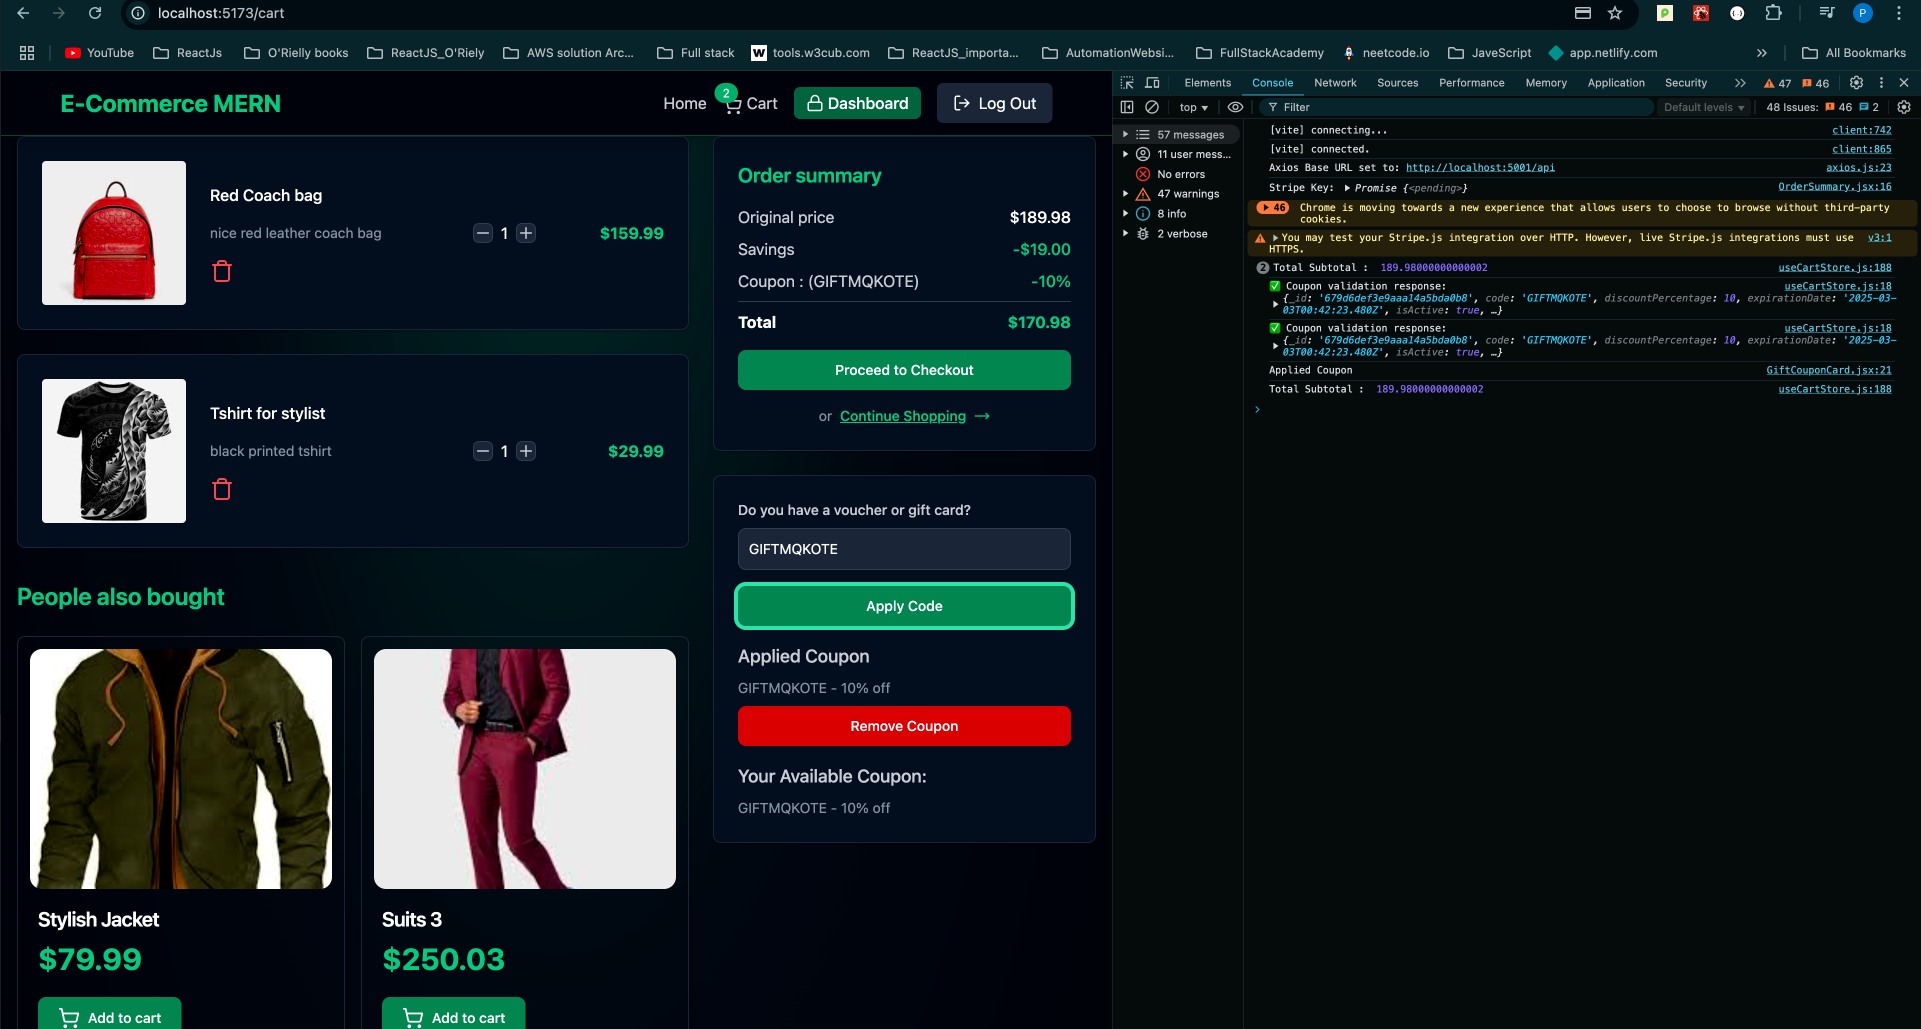 localhost:5173/cart
YouTube ReactJs O'Rielly books ReactJS_O'Riely AWS solution Arc... Full stack tools.w3cub.com ReactJS_importa... AutomationWebsi... FullStackAcademy neetcode.io JaveScript app.netlify.com All Bookmarks
E-Commerce MERN
Home 2 Cart Dashboard Log Out
Red Coach bag
nice red leather coach bag
1
$159.99
Tshirt for stylist
black printed tshirt
1
$29.99
People also bought
Stylish Jacket
$79.99
Add to cart
Suits 3
$250.03
Add to cart
Order summary
Original price $189.98
Savings -$19.00
Coupon : (GIFTMQKOTE) -10%
Total $170.98
Proceed to Checkout
or Continue Shopping
Do you have a voucher or gift card?
GIFTMQKOTE
Apply Code
Applied Coupon
GIFTMQKOTE - 10% off
Remove Coupon
Your Available Coupon:
GIFTMQKOTE - 10% off
Elements Console Network Sources Performance Memory Application Security 47 46
top Filter Default levels 48 Issues: 46 2
57 messages
11 user mess...
No errors
47 warnings
8 info
2 verbose
[vite] connecting... client:742
[vite] connected. client:865
Axios Base URL set to: http://localhost:5001/api axios.js:23
Stripe Key: Promise {<pending>} OrderSummary.jsx:16
46 Chrome is moving towards a new experience that allows users to choose to browse without third-party
cookies.
You may test your Stripe.js integration over HTTP. However, live Stripe.js integrations must use v3:1
HTTPS.
2 Total Subtotal : 189.98000000000002 useCartStore.js:188
Coupon validation response: useCartStore.js:18
{_id: '679d6def3e9aaa14a5bda0b8', code: 'GIFTMQKOTE', discountPercentage: 10, expirationDate: '2025-03-
03T00:42:23.480Z', isActive: true, …}
Coupon validation response: useCartStore.js:18
{_id: '679d6def3e9aaa14a5bda0b8', code: 'GIFTMQKOTE', discountPercentage: 10, expirationDate: '2025-03-
03T00:42:23.480Z', isActive: true, …}
Applied Coupon GiftCouponCard.jsx:21
Total Subtotal : 189.98000000000002 useCartStore.js:188